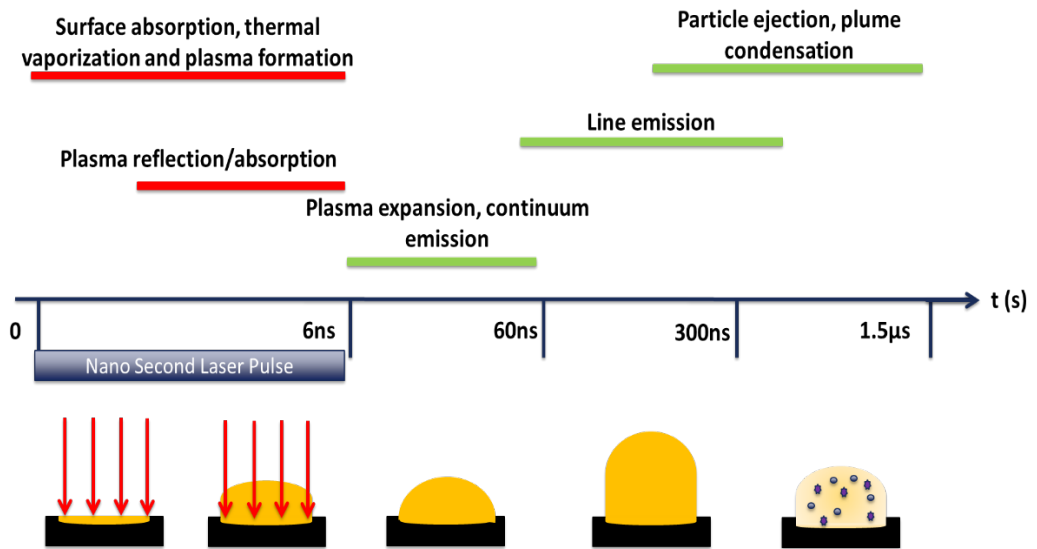 Surface absorption, thermal
vaporization and plasma formation
Particle ejection, plume
condensation
Line emission
Plasma reflection/absorption
Plasma expansion, continuum
emission
t (s)
0
6ns
60ns
300ns
1.5µs
Nano Second Laser Pulse